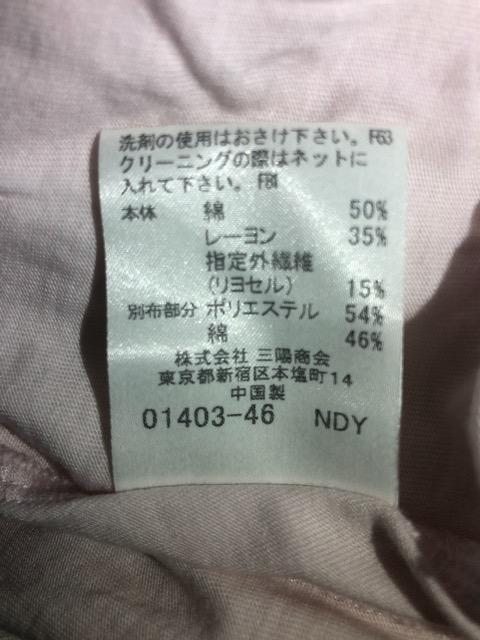 洗剤の使用はおさけ下さい。F63
クリーニングの際はネットに
入れて下さい。F81
本体 綿 50%
レーヨン 35%
指定外繊維
(リヨセル) 15%
別布部分 ポリエステル 54%
綿 46%
株式会社 三陽商会
東京都新宿区本塩町14
中国製
01403-46 NDY